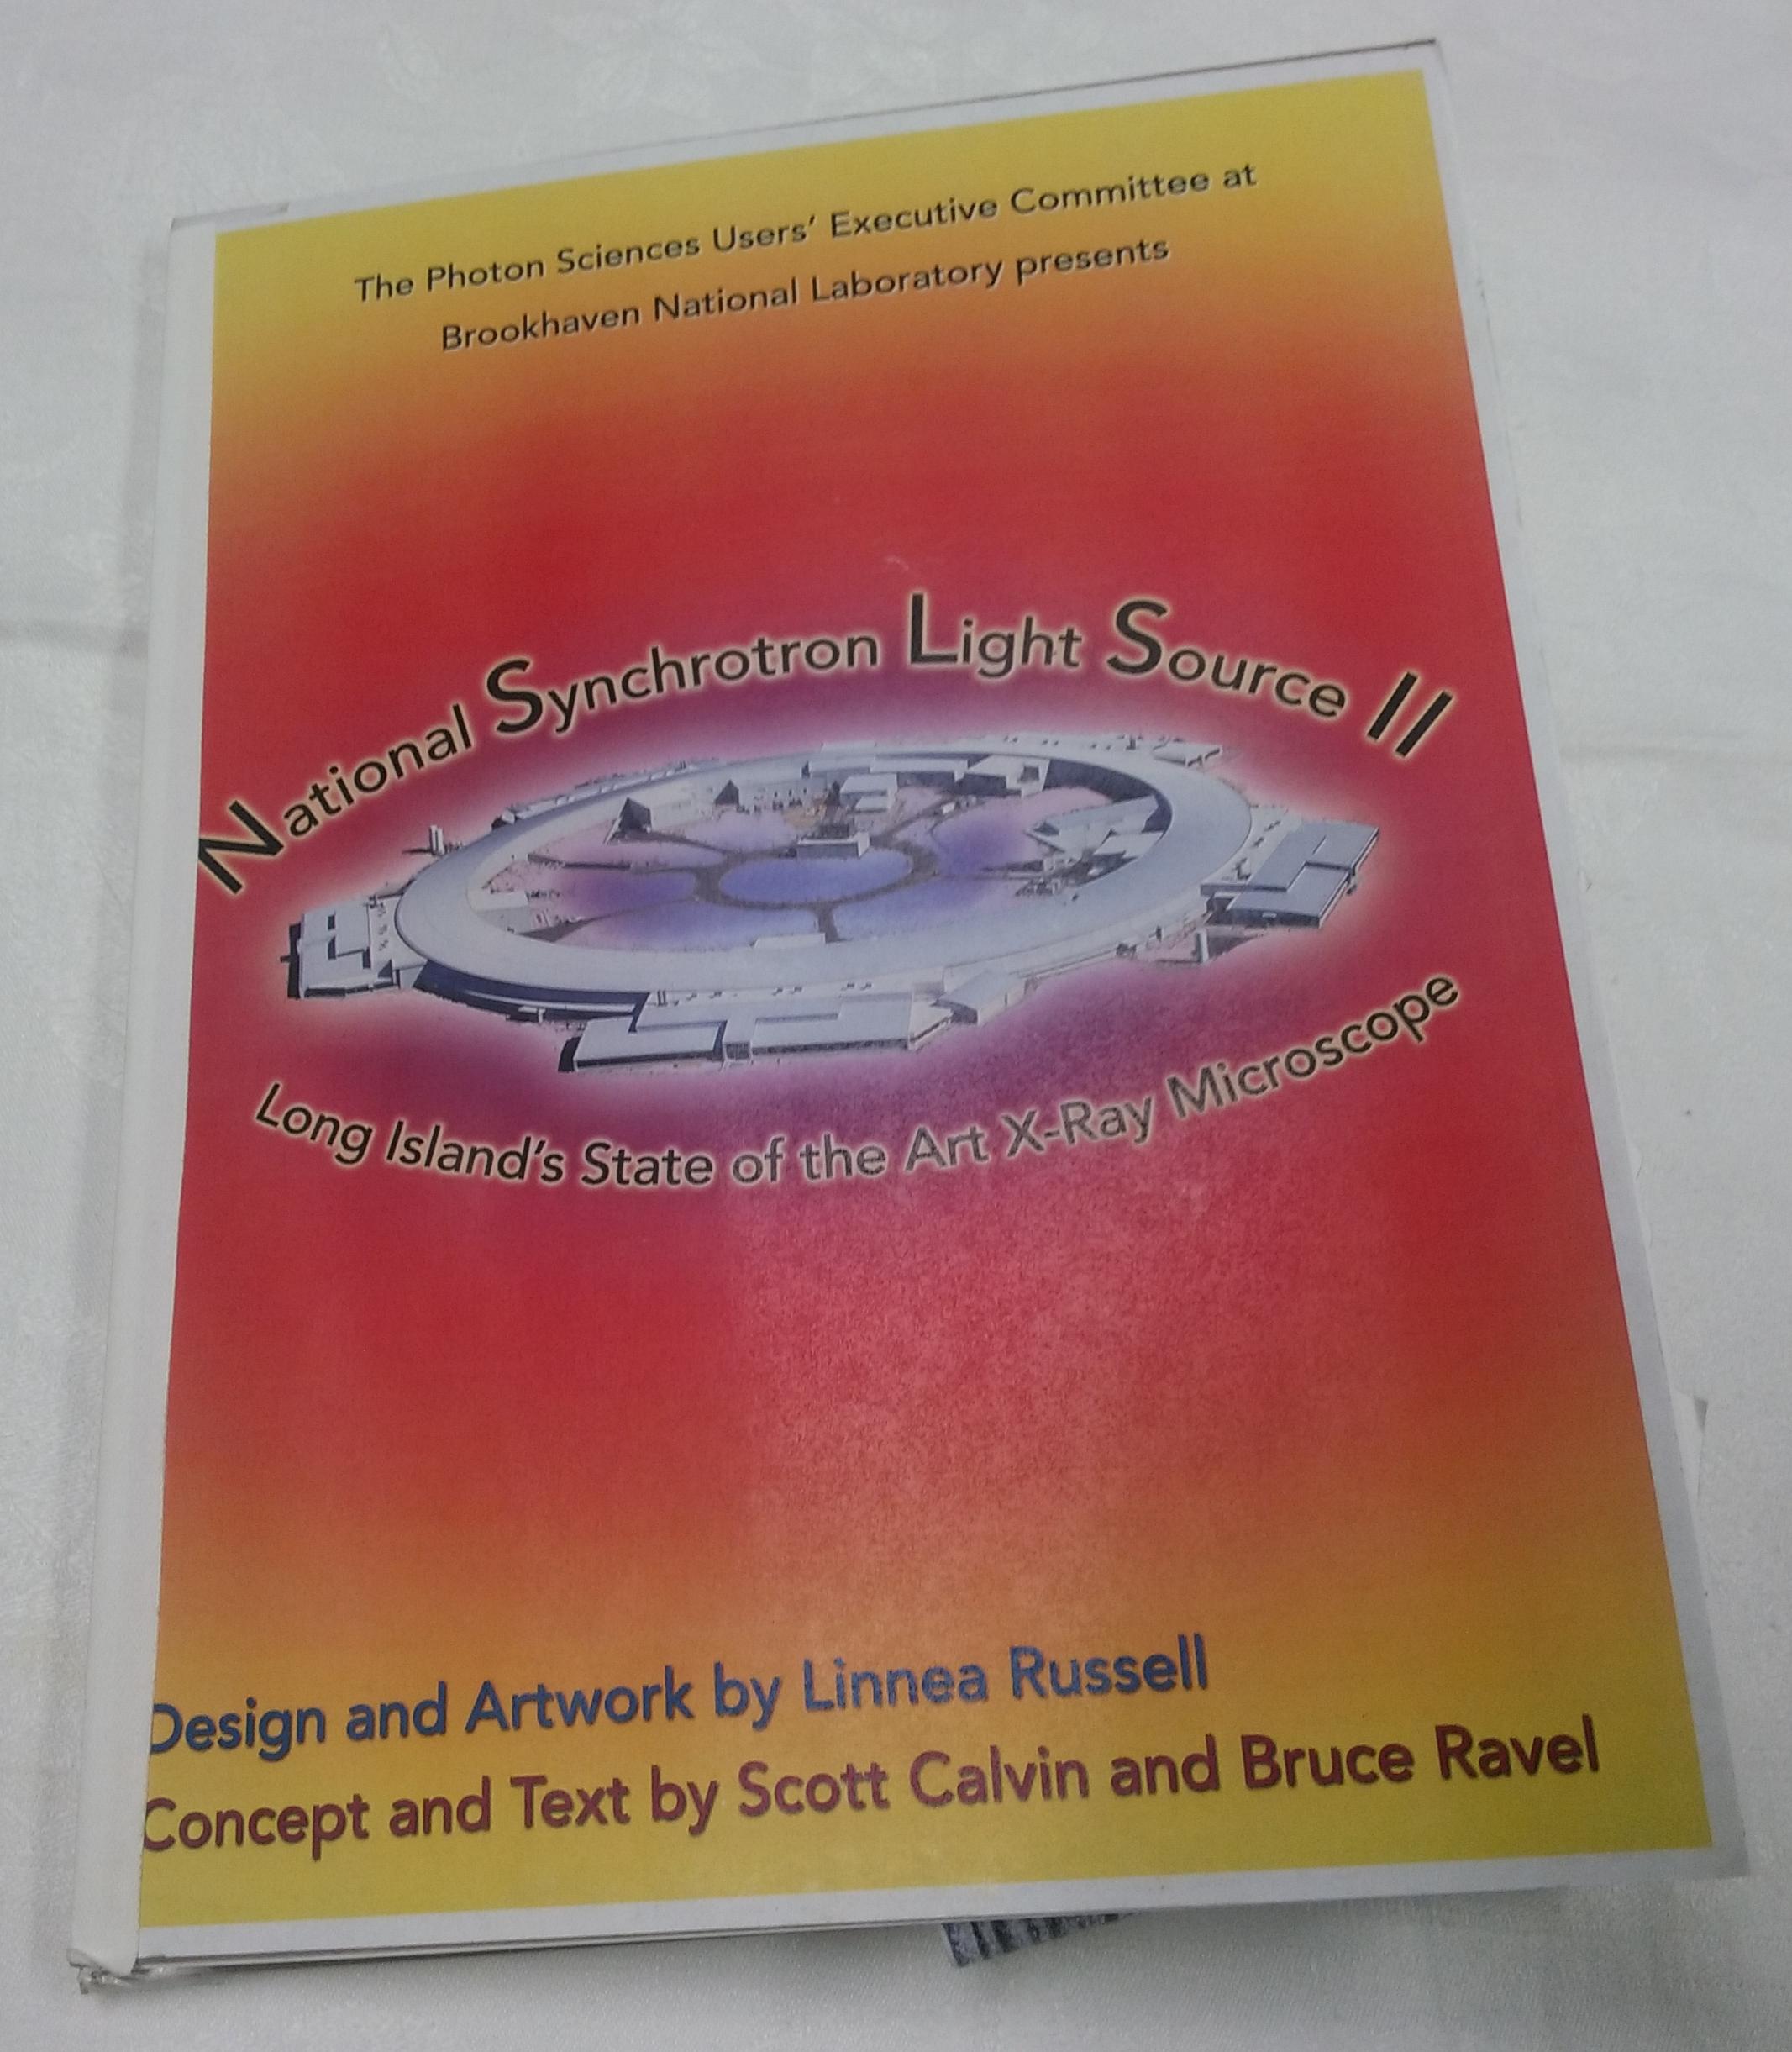 The Photon Sciences Users' Executive Committee at
Brookhaven National Laboratory presents
National Synchrotron Light Source II
Long Island's State of the Art X-Ray Microscope
Design and Artwork by Linnea Russell
Concept and Text by Scott Calvin and Bruce Ravel